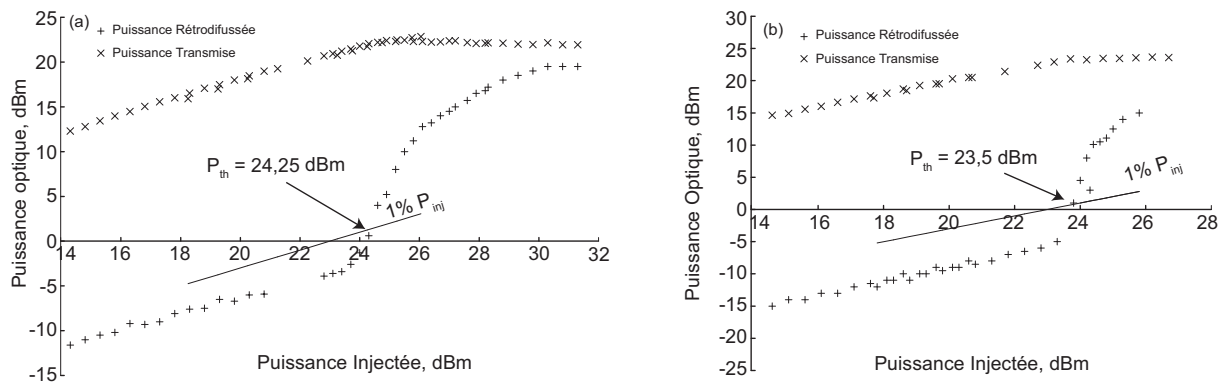 (a)
+ Puissance Rétrodifussée
× Puissance Transmise
Puissance optique, dBm
25
20
15
10
5
0
-5
-10
-15
P_th = 24,25 dBm
1% P_inj
14 16 18 20 22 24 26 28 30 32
Puissance Injectée, dBm
(b)
+ Puissance Rétrodifussée
× Puissance Transmise
Puissance Optique, dBm
30
25
20
15
10
5
0
-5
-10
-15
-20
-25
P_th = 23,5 dBm
1% P_inj
14 16 18 20 22 24 26 28
Puissance Injectée, dBm